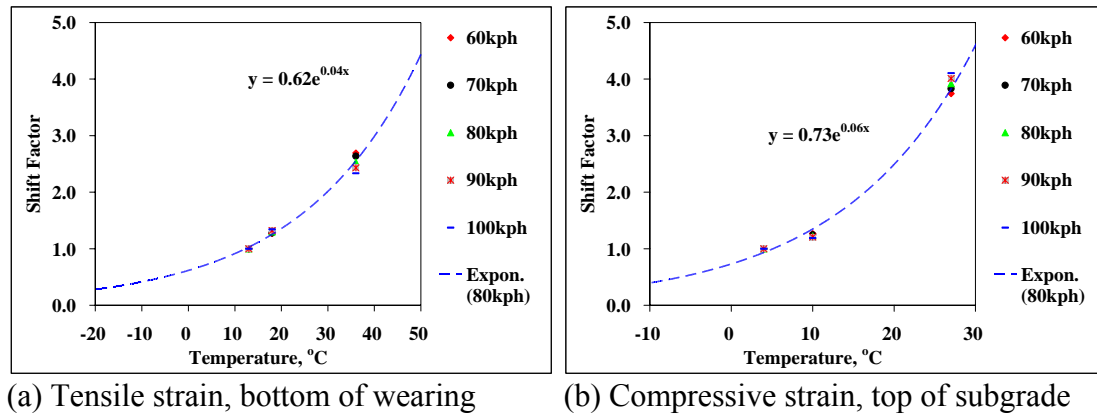 5.0
4.0
3.0
2.0
1.0
0.0
Shift Factor
y = 0.62e^0.04x
-20 -10 0 10 20 30 40 50
Temperature, °C
60kph
70kph
80kph
90kph
100kph
Expon.
(80kph)
(a) Tensile strain, bottom of wearing
5.0
4.0
3.0
2.0
1.0
0.0
Shift Factor
y = 0.73e^0.06x
-10 0 10 20 30
Temperature, °C
60kph
70kph
80kph
90kph
100kph
Expon.
(80kph)
(b) Compressive strain, top of subgrade